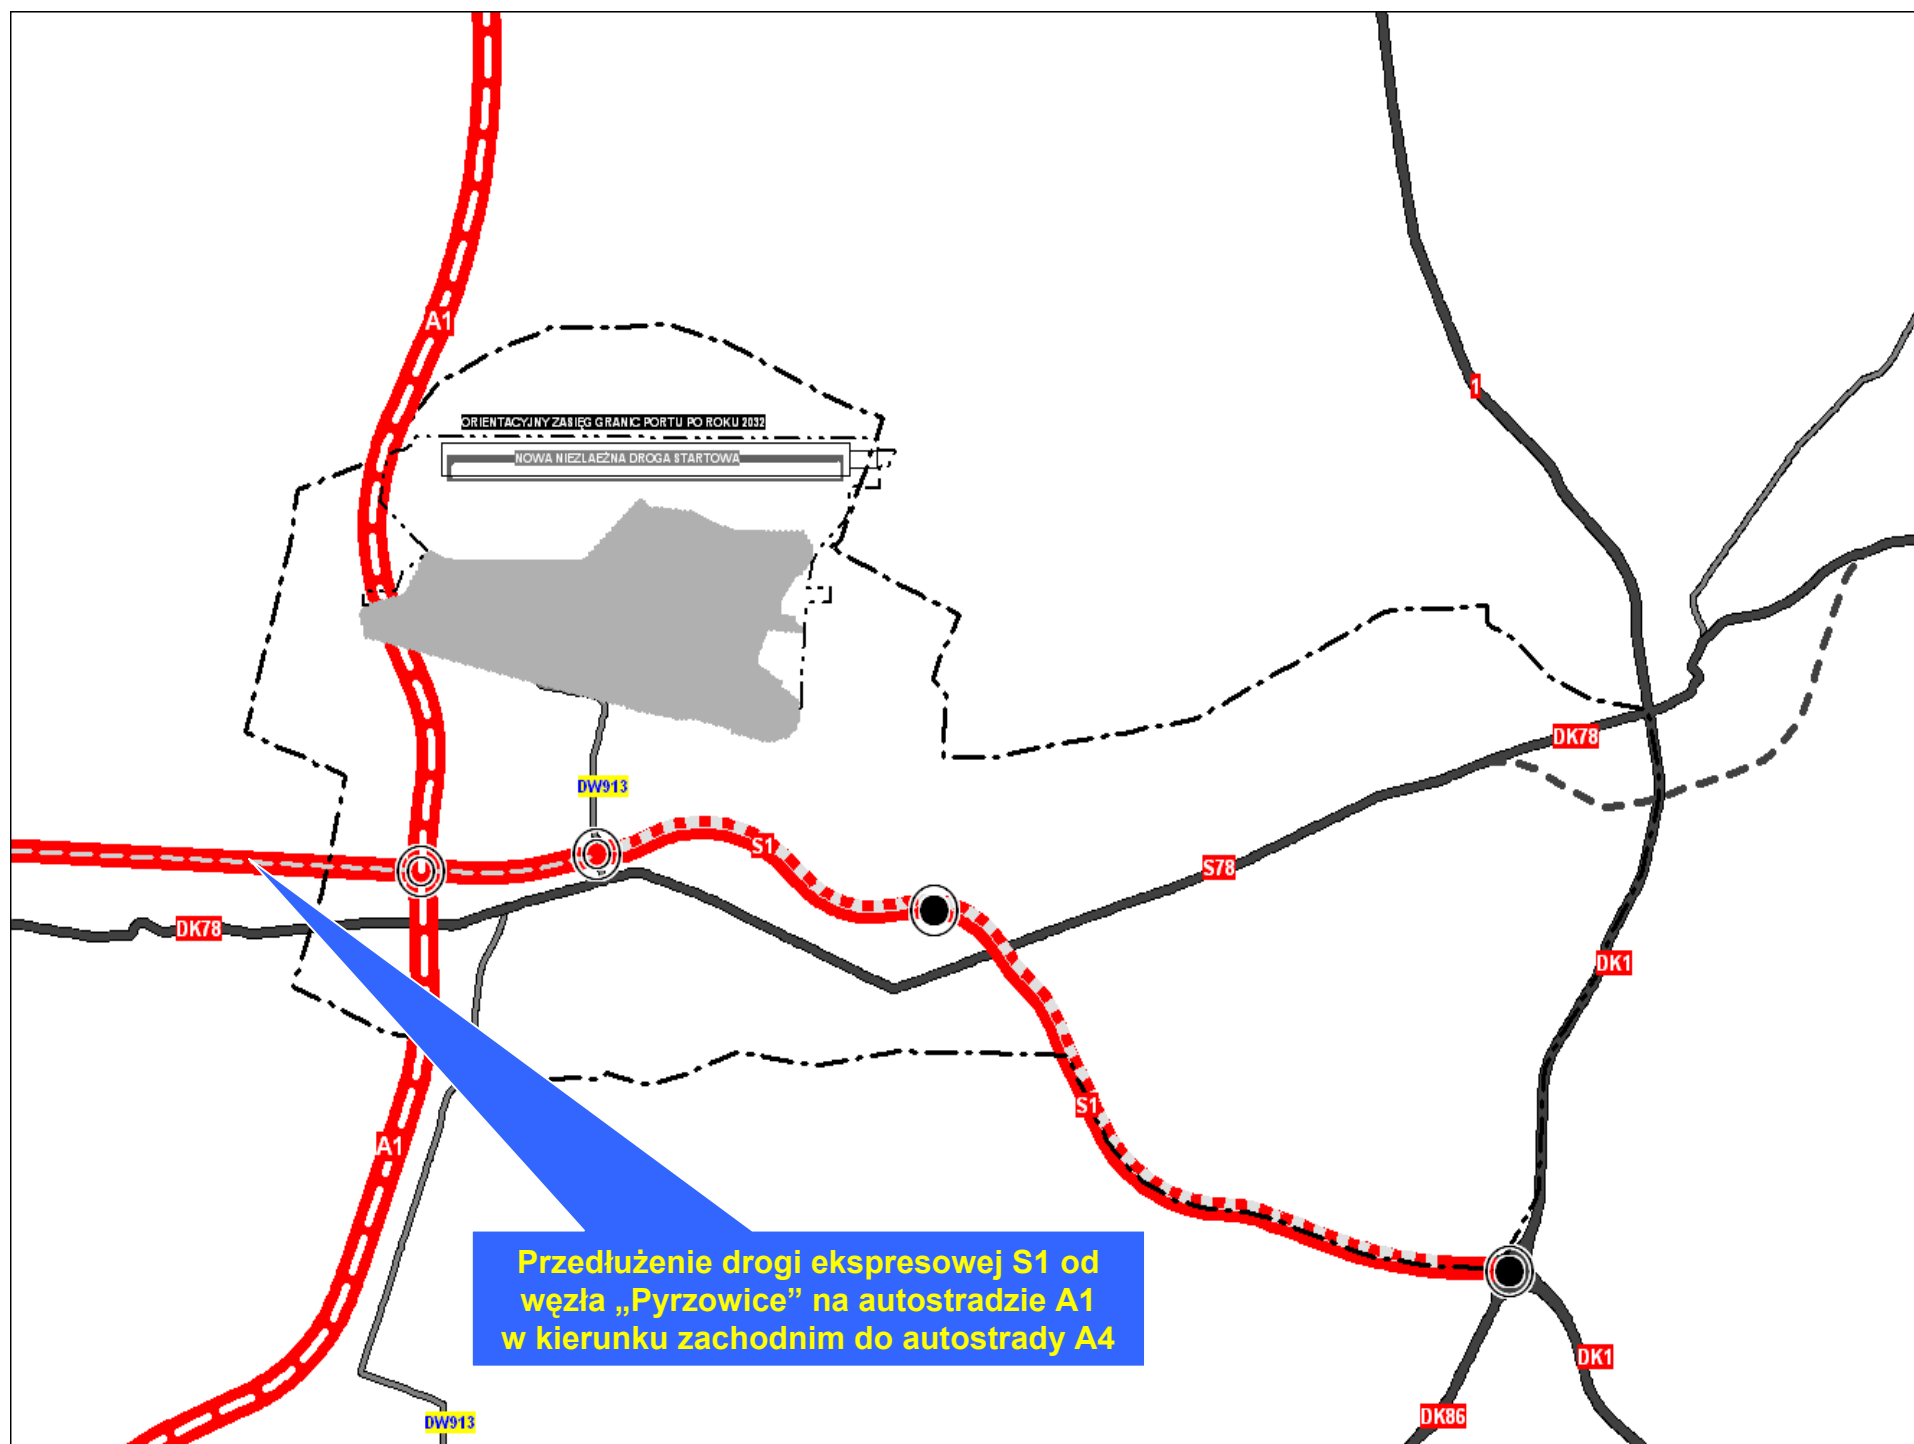 A1
1
ORIENTACYJNY ZASIĘG GRANIC PORTU PO ROKU 2032
NOWA NIEZLAEŻNA DROGA STARTOWA
DK78
DW913
S1
S78
DK78
DK1
S1
A1
Przedłużenie drogi ekspresowej S1 od
węzła „Pyrzowice” na autostradzie A1
w kierunku zachodnim do autostrady A4
DK1
DK86
DW913